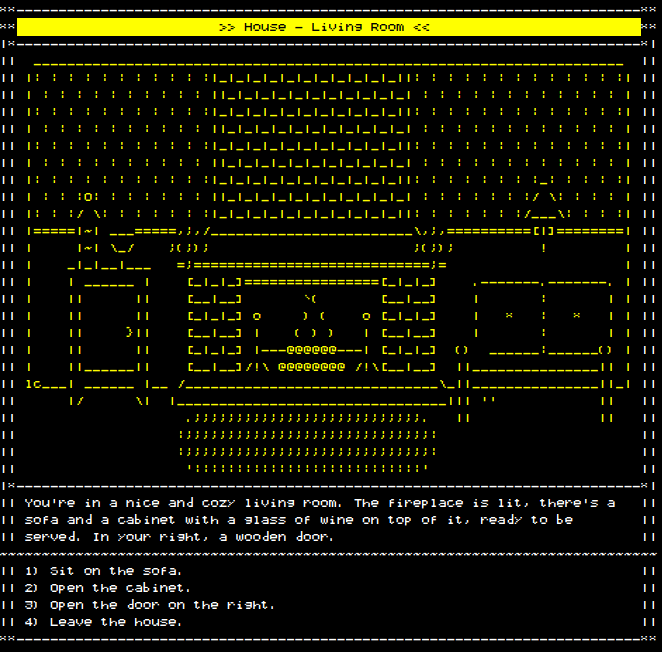 >> House - Living Room <<
You're in a nice and cozy living room. The fireplace is lit, there's a
sofa and a cabinet with a glass of wine on top of it, ready to be
served. In your right, a wooden door.
1) Sit on the sofa.
2) Open the cabinet.
3) Open the door on the right.
4) Leave the house.